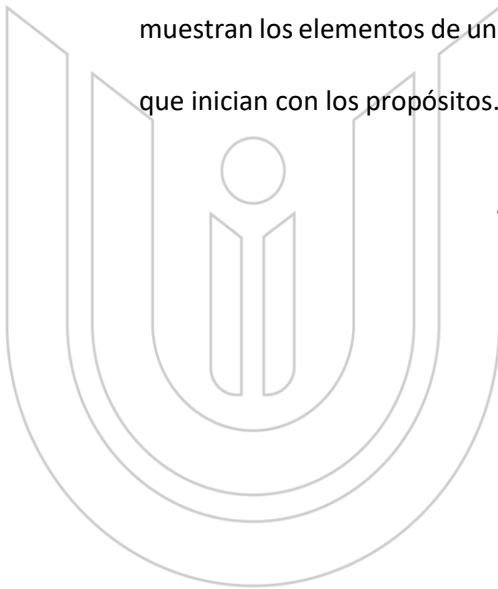 muestran los elementos de un
que inician con los propósitos.